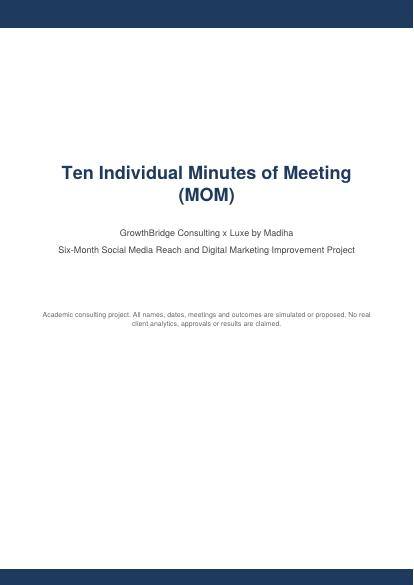 Ten Individual Minutes of Meeting
(MOM)
GrowthBridge Consulting x Luxe by Madiha
Six-Month Social Media Reach and Digital Marketing Improvement Project
Academic consulting project. All names, dates, meetings and outcomes are simulated or proposed. No real
client analytics, approvals or results are claimed.